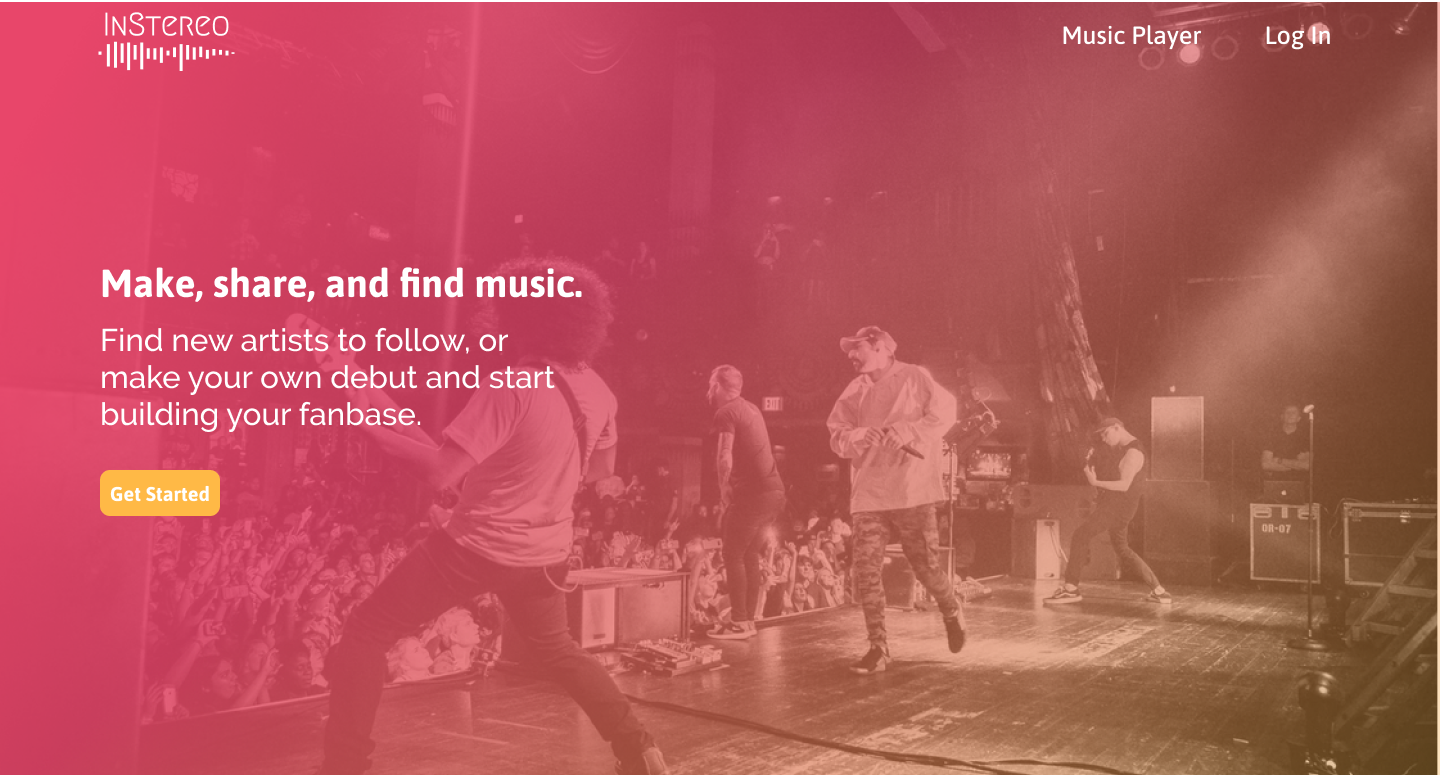 InStereo
Music Player
Log In
Make, share, and find music.
Find new artists to follow, or
make your own debut and start
building your fanbase.
Get Started
EXIT
OR-07